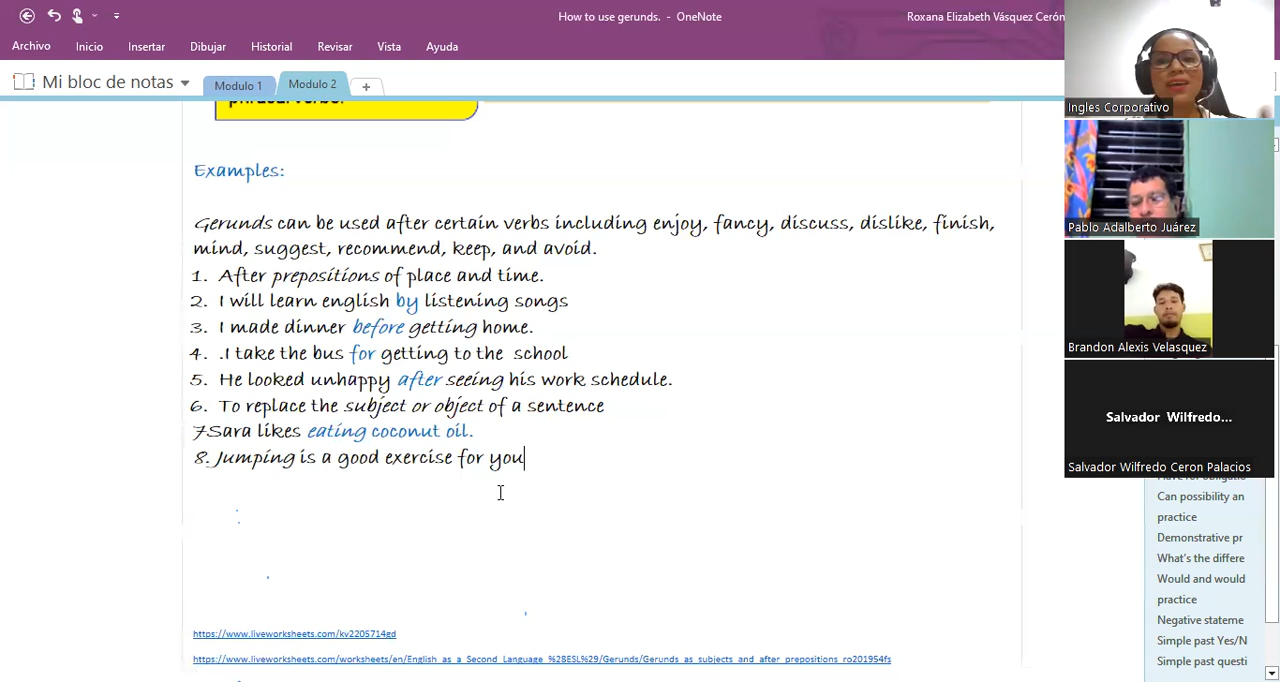 How to use gerunds. - OneNote
Roxana Elizabeth Vásquez Cerón
Archivo Inicio Insertar Dibujar Historial Revisar Vista Ayuda
Mi bloc de notas Modulo 1 Modulo 2 +
Examples:
Gerunds can be used after certain verbs including enjoy, fancy, discuss, dislike, finish,
mind, suggest, recommend, keep, and avoid.
1. After prepositions of place and time.
2. I will learn english by listening songs
3. I made dinner before getting home.
4. .I take the bus for getting to the school
5. He looked unhappy after seeing his work schedule.
6. To replace the subject or object of a sentence
7Sara likes eating coconut oil.
8. Jumping is a good exercise for you
https://www.liveworksheets.com/kv2205714gd
https://www.liveworksheets.com/worksheets/en/English_as_a_Second_Language_%28ESL%29/Gerunds/Gerunds_as_subjects_and_after_prepositions_ro201954fs
Ingles Corporativo
Pablo Adalberto Juárez
Brandon Alexis Velasquez
Salvador Wilfredo...
Salvador Wilfredo Ceron Palacios
Can possibility an
practice
Demonstrative pr
What's the differe
Would and would
practice
Negative stateme
Simple past Yes/N
Simple past questi